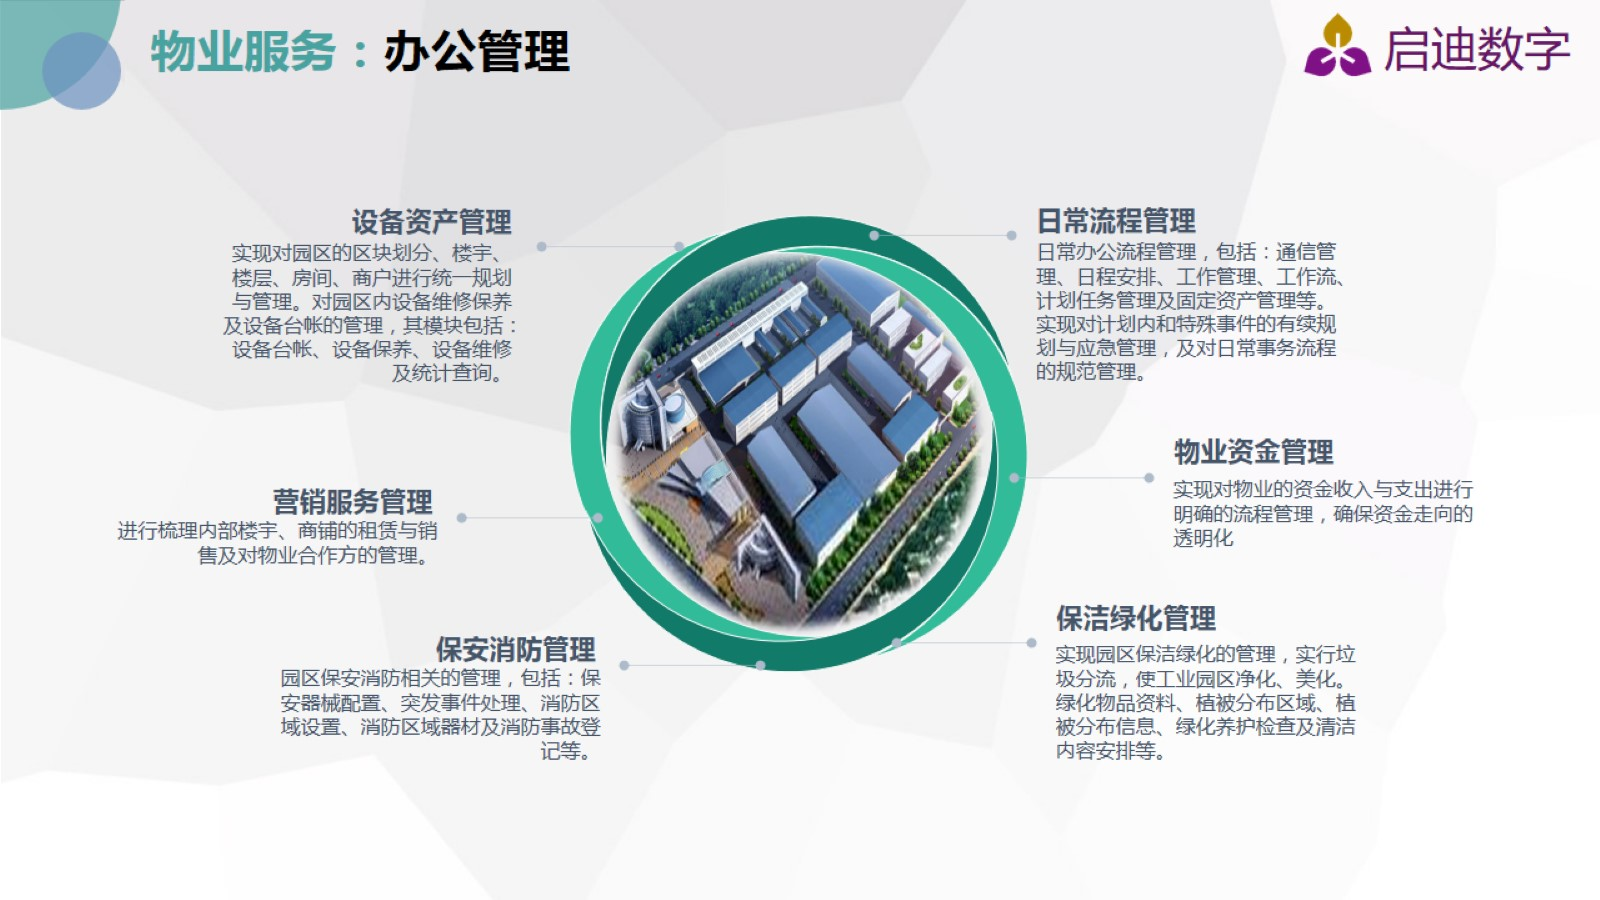 物业服务：办公管理
启迪数字
设备资产管理
实现对园区的区块划分、楼宇、
楼层、房间、商户进行统一规划
与管理。对园区内设备维修保养
及设备台帐的管理，其模块包括：
设备台帐、设备保养、设备维修
及统计查询。
营销服务管理
进行梳理内部楼宇、商铺的租赁与销
售及对物业合作方的管理。
保安消防管理
园区保安消防相关的管理，包括：保
安器械配置、突发事件处理、消防区
域设置、消防区域器材及消防事故登
记等。
日常流程管理
日常办公流程管理，包括：通信管
理、日程安排、工作管理、工作流、
计划任务管理及固定资产管理等。
实现对计划内和特殊事件的有续规
划与应急管理，及对日常事务流程
的规范管理。
物业资金管理
实现对物业的资金收入与支出进行
明确的流程管理，确保资金走向的
透明化
保洁绿化管理
实现园区保洁绿化的管理，实行垃
圾分流，使工业园区净化、美化。
绿化物品资料、植被分布区域、植
被分布信息、绿化养护检查及清洁
内容安排等。